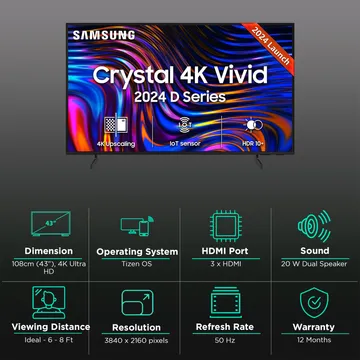 SAMSUNG
2024 Launch
Crystal 4K Vivid
2024 D Series
4K Upscaling
IOT
IoT sensor
HDR 10+
43"
Dimension
108cm (43"), 4K Ultra
HD
Operating System
Tizen OS
HDMI Port
3 x HDMI
Sound
20 W Dual Speaker
Viewing Distance
Ideal - 6 - 8 Ft
Resolution
3840 x 2160 pixels
Refresh Rate
50 Hz
Warranty
12 Months